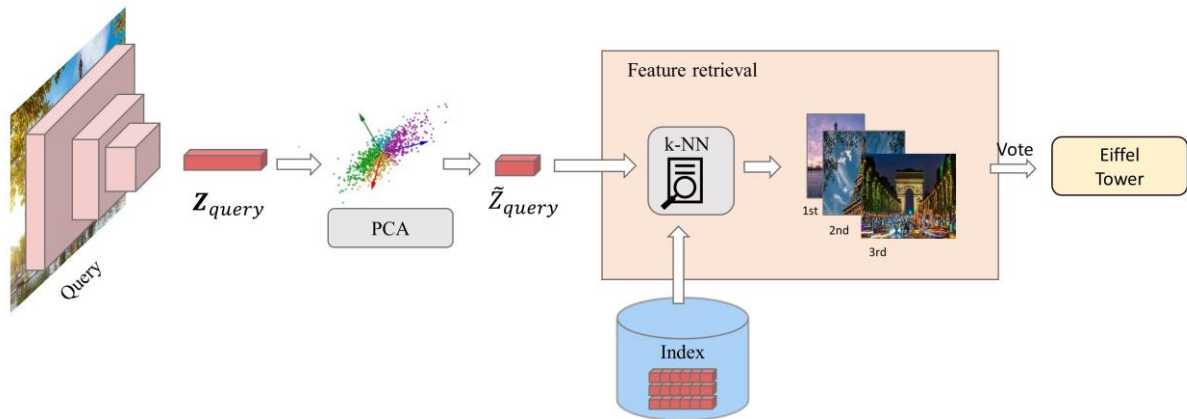 Query
Z_query
PCA
Z̃_query
Feature retrieval
k-NN
1st
2nd
3rd
Index
Vote
Eiffel
Tower